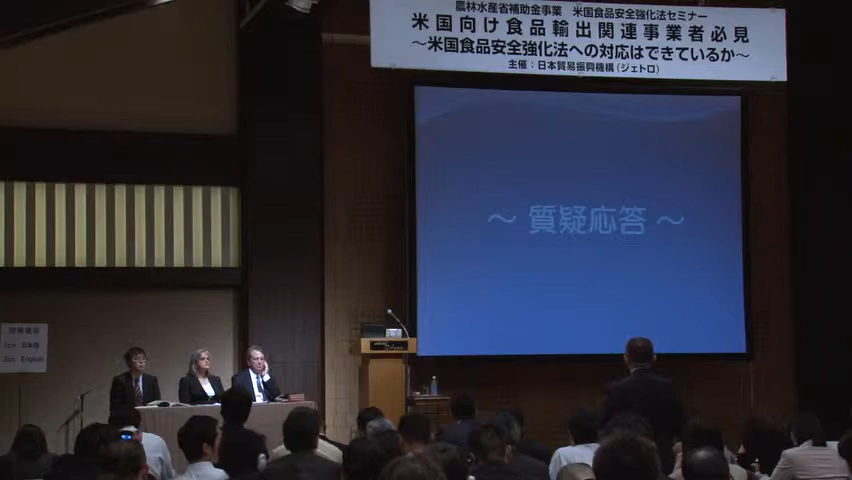 農林水産省補助金事業 米国食品安全強化法セミナー
米国向け食品輸出関連事業者必見
～米国食品安全強化法への対応はできているか～
主催：日本貿易振興機構(ジェトロ)
～ 質疑応答 ～
日本語
English